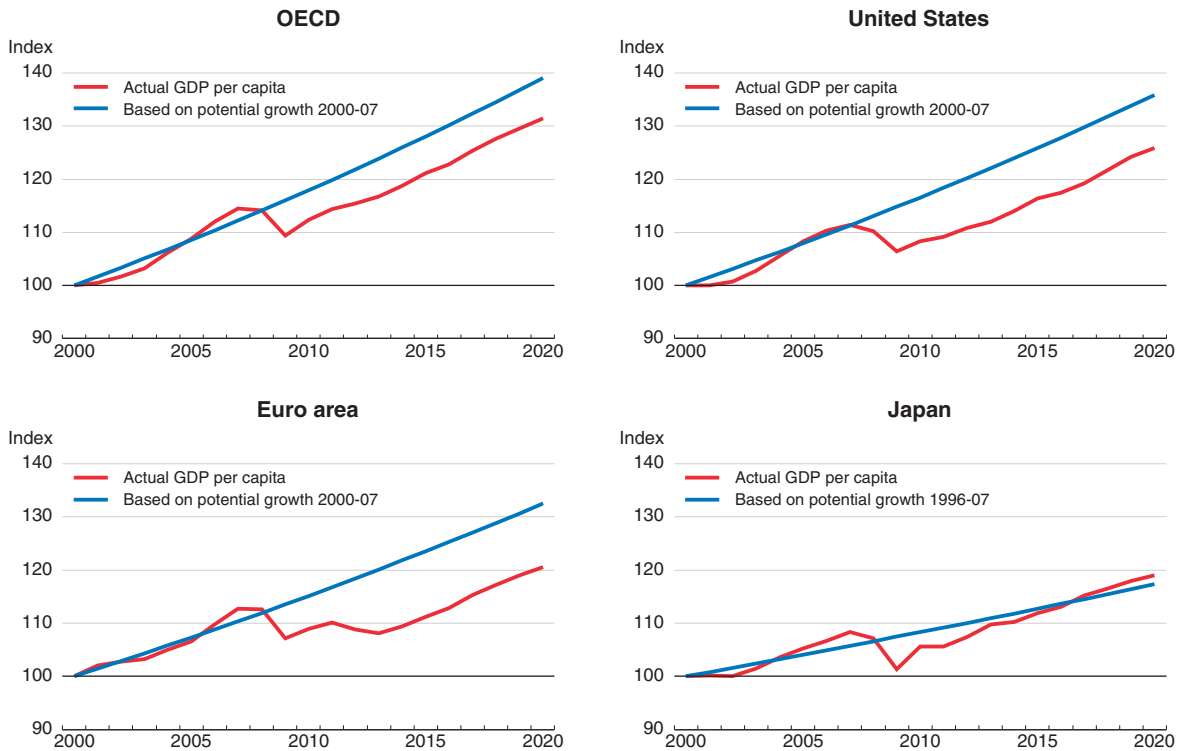 OECD
Index
140
130
120
110
100
90
Actual GDP per capita
Based on potential growth 2000-07
2000 2005 2010 2015 2020
United States
Index
140
130
120
110
100
90
Actual GDP per capita
Based on potential growth 2000-07
2000 2005 2010 2015 2020
Euro area
Index
140
130
120
110
100
90
Actual GDP per capita
Based on potential growth 2000-07
2000 2005 2010 2015 2020
Japan
Index
140
130
120
110
100
90
Actual GDP per capita
Based on potential growth 1996-07
2000 2005 2010 2015 2020